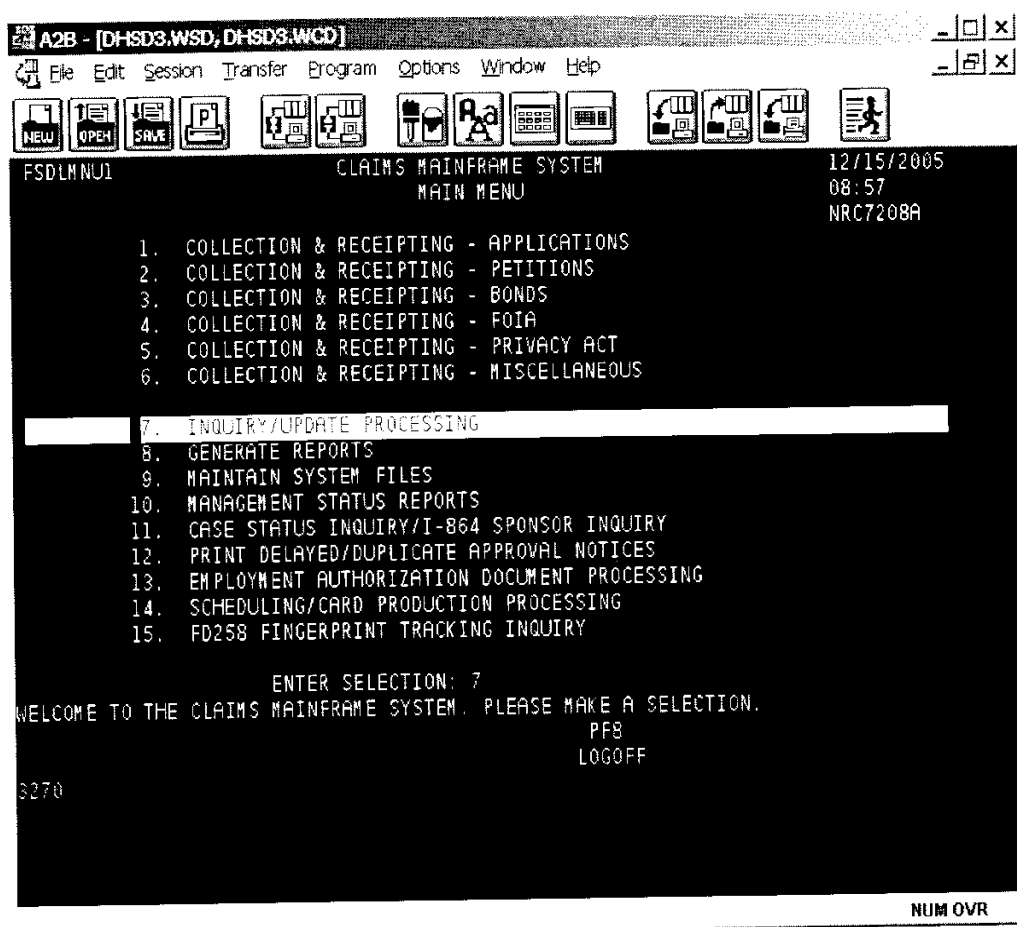 A2B - [DHSD3.WSD, DHSD3.WCD]
File Edit Session Transfer Program Options Window Help
NEW OPEN SAVE P
FSDLMNU1 CLAIMS MAINFRAME SYSTEM 12/15/2005
MAIN MENU 08:57
NRC7208A
1. COLLECTION & RECEIPTING - APPLICATIONS
2. COLLECTION & RECEIPTING - PETITIONS
3. COLLECTION & RECEIPTING - BONDS
4. COLLECTION & RECEIPTING - FOIA
5. COLLECTION & RECEIPTING - PRIVACY ACT
6. COLLECTION & RECEIPTING - MISCELLANEOUS
7. INQUIRY/UPDATE PROCESSING
8. GENERATE REPORTS
9. MAINTAIN SYSTEM FILES
10. MANAGEMENT STATUS REPORTS
11. CASE STATUS INQUIRY/I-864 SPONSOR INQUIRY
12. PRINT DELAYED/DUPLICATE APPROVAL NOTICES
13. EMPLOYMENT AUTHORIZATION DOCUMENT PROCESSING
14. SCHEDULING/CARD PRODUCTION PROCESSING
15. FD258 FINGERPRINT TRACKING INQUIRY
ENTER SELECTION: 7
WELCOME TO THE CLAIMS MAINFRAME SYSTEM. PLEASE MAKE A SELECTION.
PF8
LOGOFF
3270
NUM OVR